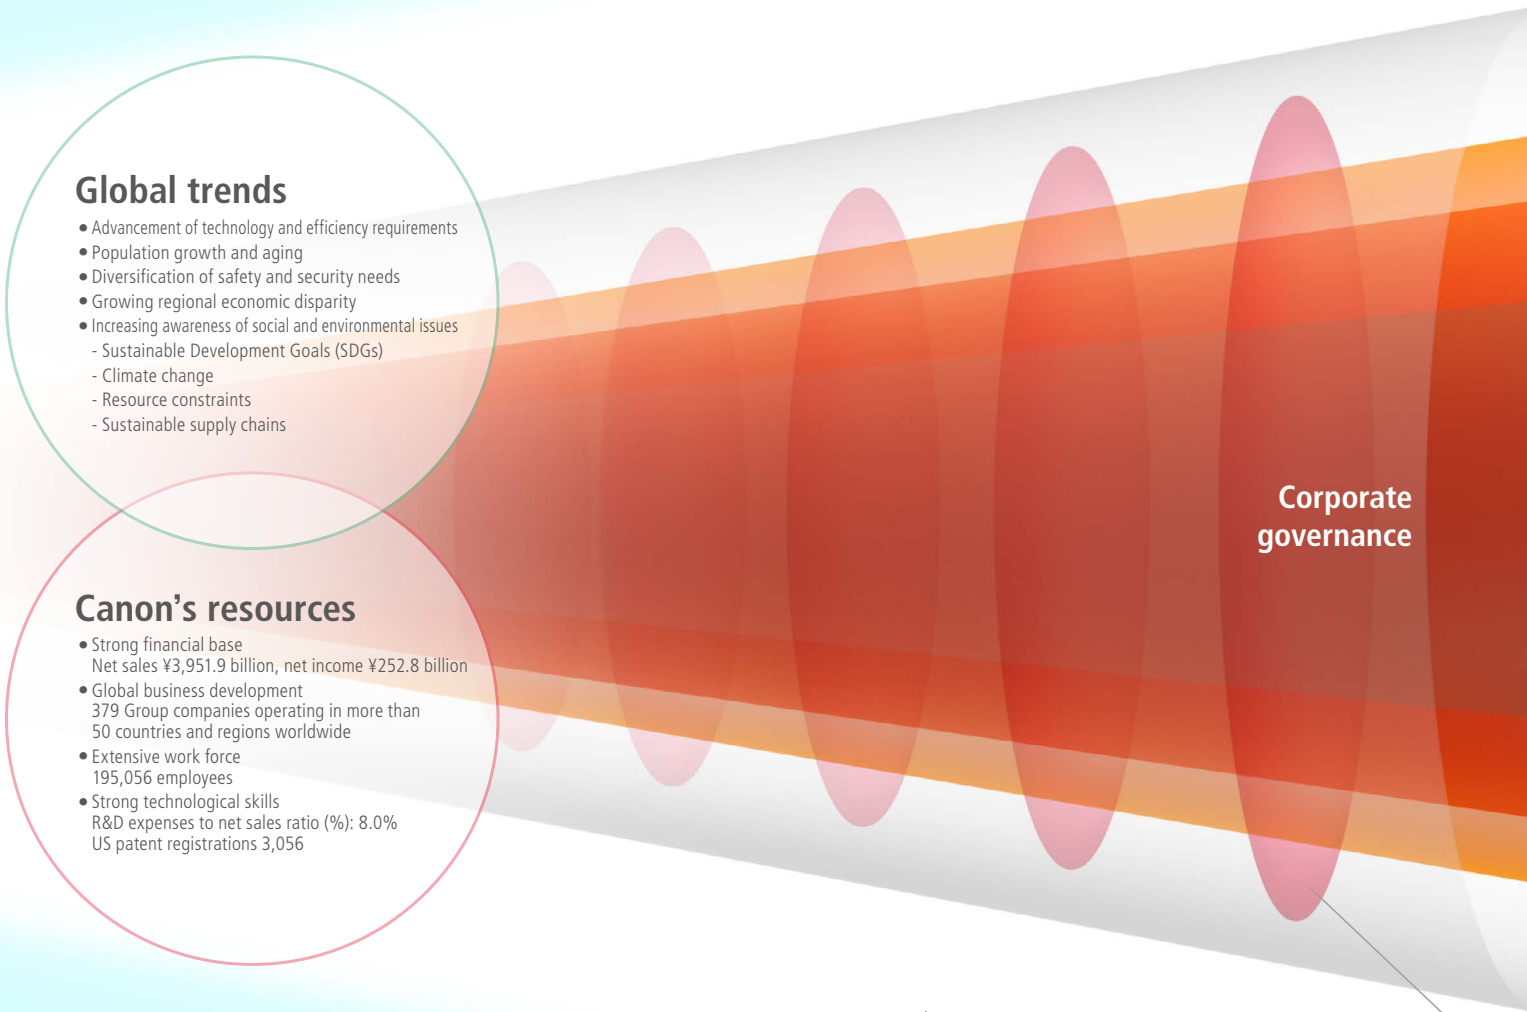 Global trends
● Advancement of technology and efficiency requirements
● Population growth and aging
● Diversification of safety and security needs
● Growing regional economic disparity
● Increasing awareness of social and environmental issues
- Sustainable Development Goals (SDGs)
- Climate change
- Resource constraints
- Sustainable supply chains
Corporate
governance
Canon’s resources
● Strong financial base
Net sales ¥3,951.9 billion, net income ¥252.8 billion
● Global business development
379 Group companies operating in more than
50 countries and regions worldwide
● Extensive work force
195,056 employees
● Strong technological skills
R&D expenses to net sales ratio (%): 8.0%
US patent registrations 3,056